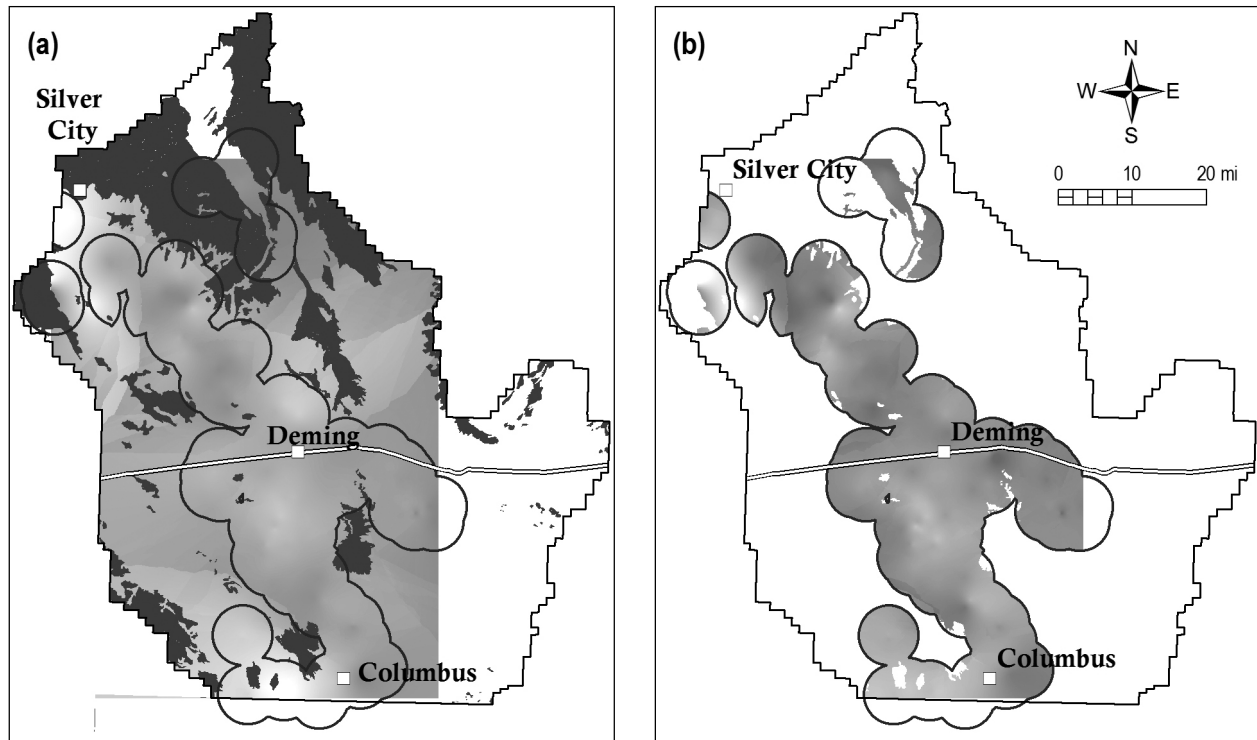 (a)
Silver
City
Deming
Columbus
(b)
N
W E
S
0 10 20 mi
Silver City
Deming
Columbus